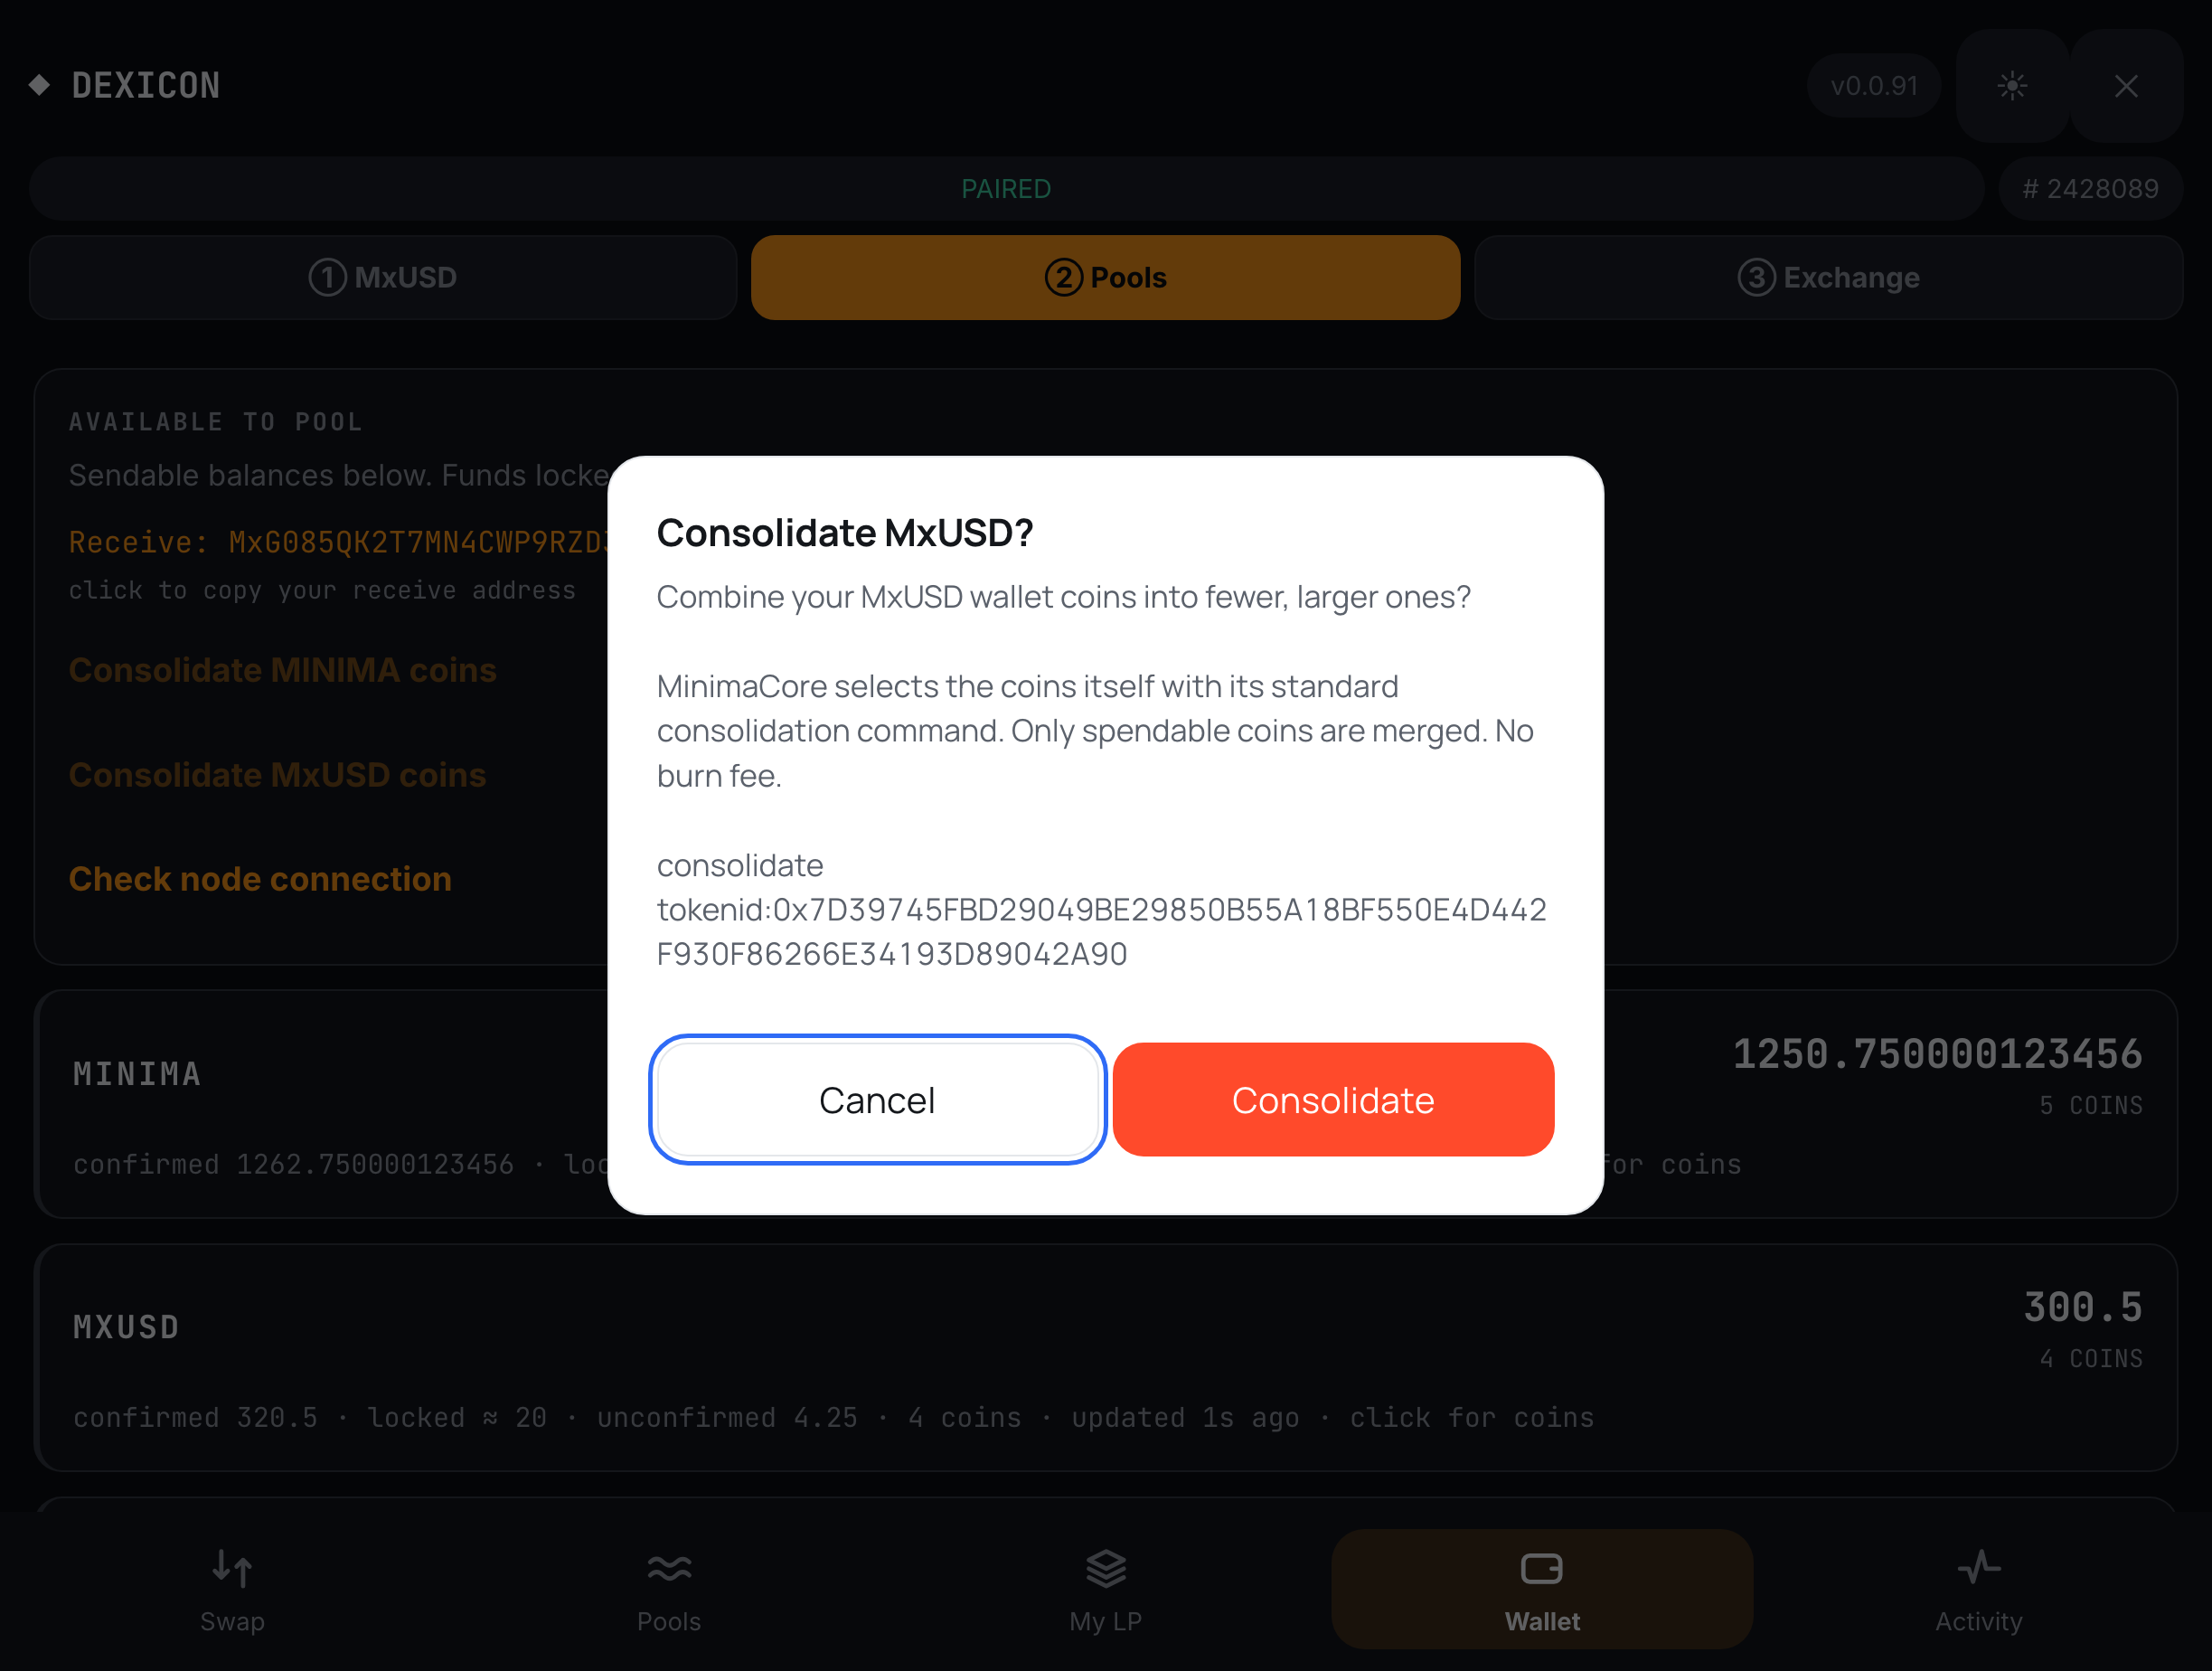 DEXICON
v0.0.91
PAIRED
# 2428089
1 MxUSD
2 Pools
3 Exchange
AVAILABLE TO POOL
Sendable balances below. Funds locke
Receive: MxG085QK2T7MN4CWP9RZD
click to copy your receive address
Consolidate MINIMA coins
Consolidate MxUSD coins
Check node connection
Consolidate MxUSD?
Combine your MxUSD wallet coins into fewer, larger ones?
MinimaCore selects the coins itself with its standard
consolidation command. Only spendable coins are merged. No
burn fee.
consolidate
tokenid:0x7D39745FBD29049BE29850B55A18BF550E4D442
F930F86266E34193D89042A90
Cancel
Consolidate
MINIMA
1250.750000123456
5 COINS
confirmed 1262.750000123456 · loc
for coins
MXUSD
300.5
4 COINS
confirmed 320.5 · locked ≈ 20 · unconfirmed 4.25 · 4 coins · updated 1s ago · click for coins
Swap
Pools
My LP
Wallet
Activity